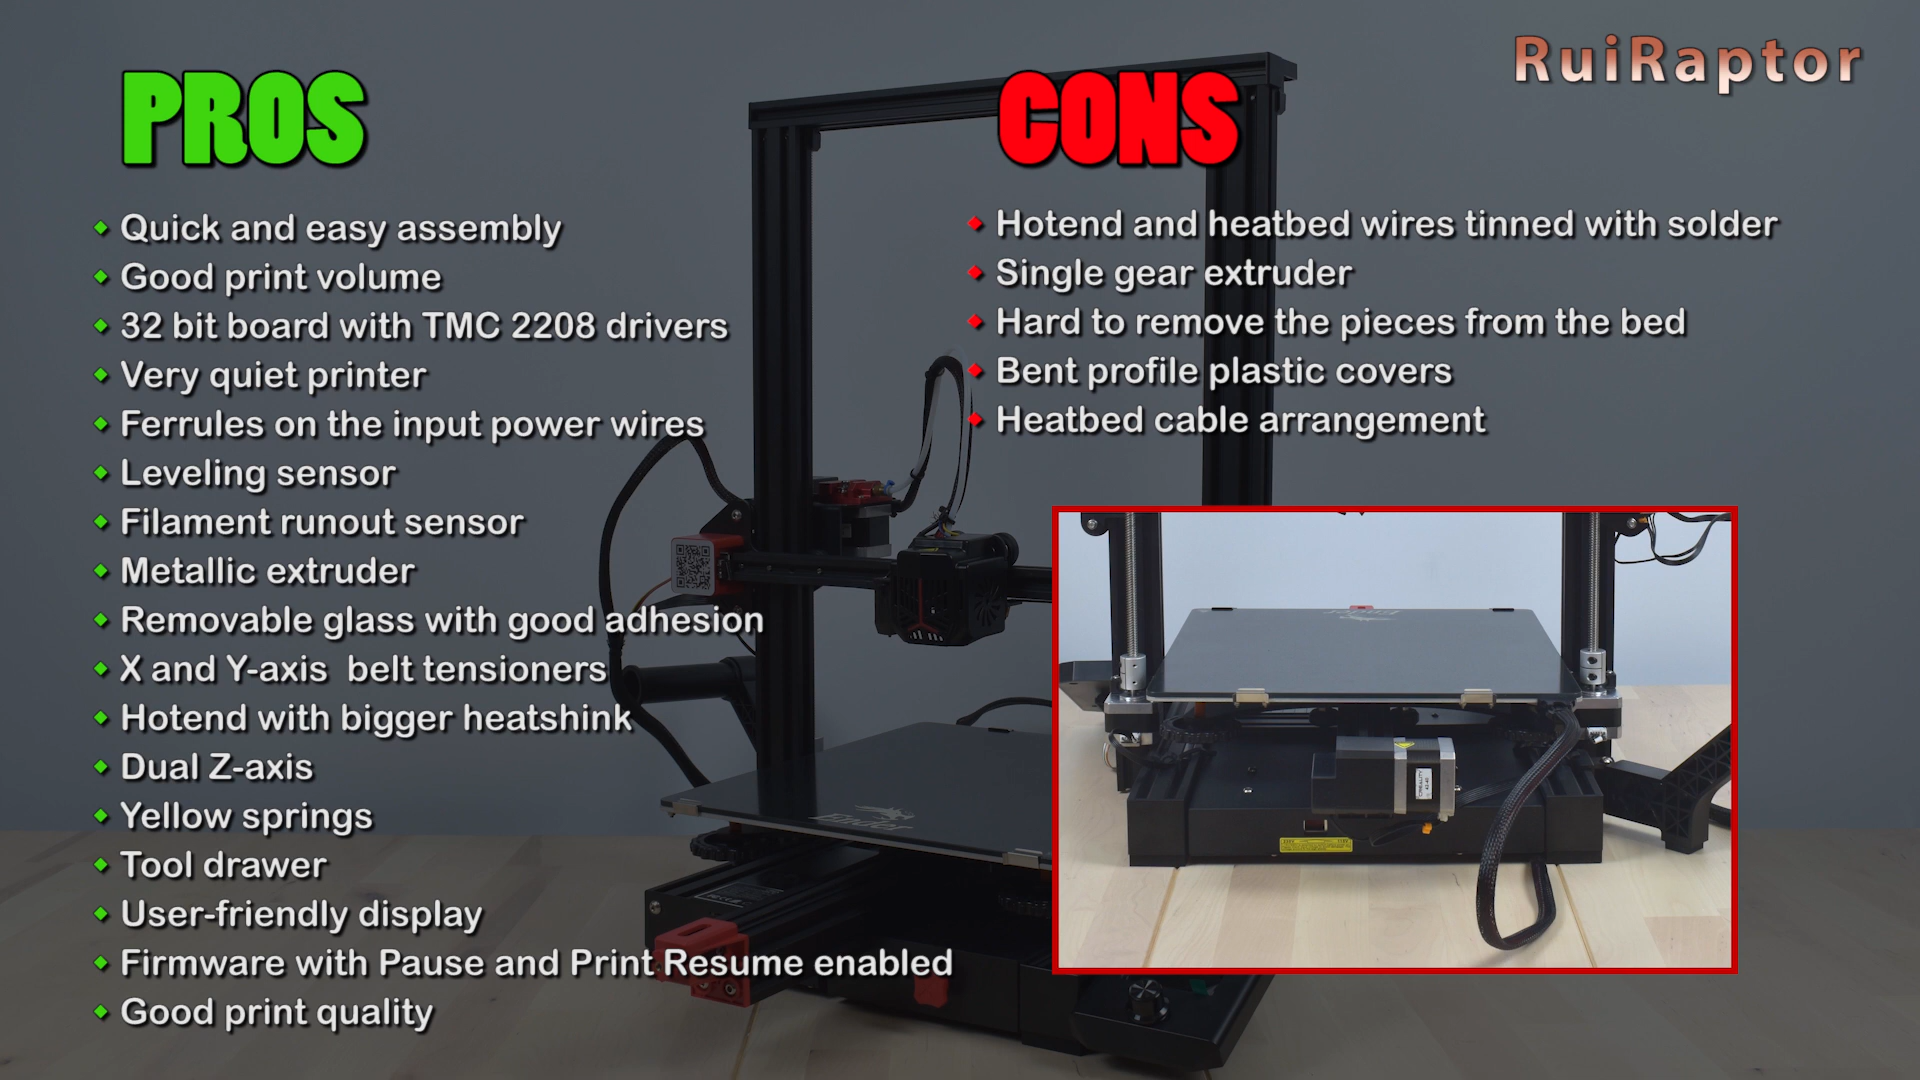 RuiRaptor
PROS
Quick and easy assembly
Good print volume
32 bit board with TMC 2208 drivers
Very quiet printer
Ferrules on the input power wires
Leveling sensor
Filament runout sensor
Metallic extruder
Removable glass with good adhesion
X and Y-axis  belt tensioners
Hotend with bigger heatshink
Dual Z-axis
Yellow springs
Tool drawer
User-friendly display
Firmware with Pause and Print Resume enabled
Good print quality
CONS
Hotend and heatbed wires tinned with solder
Single gear extruder
Hard to remove the pieces from the bed
Bent profile plastic covers
Heatbed cable arrangement
Ender